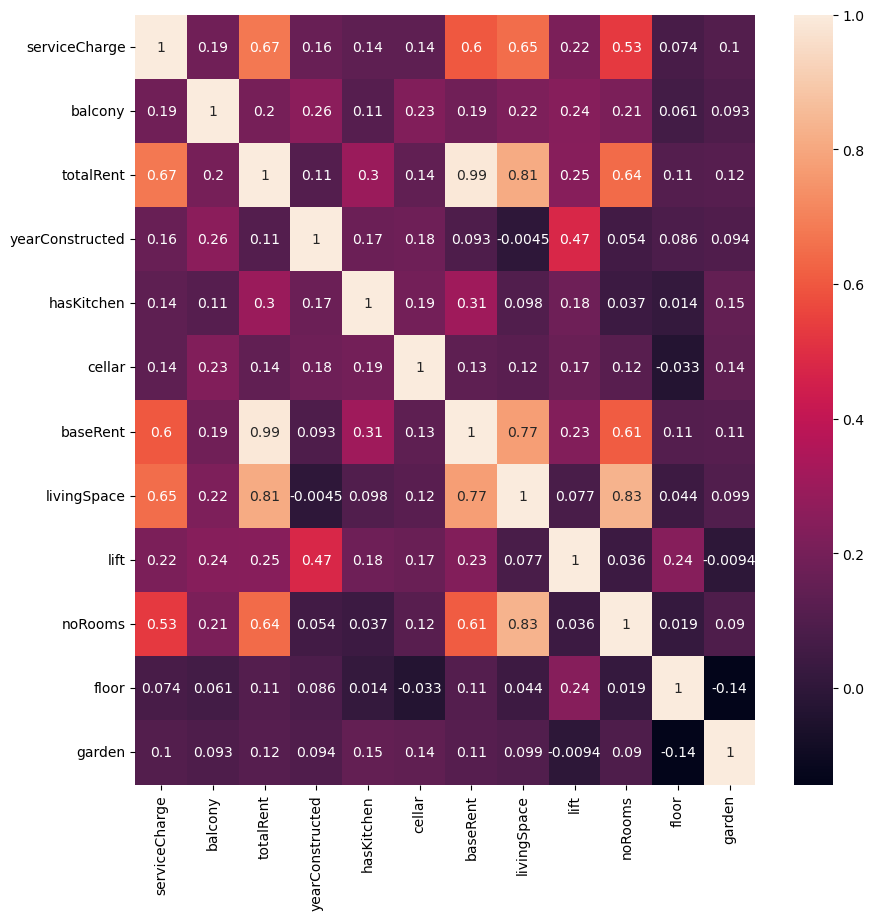 serviceCharge 1 0.19 0.67 0.16 0.14 0.14 0.6 0.65 0.22 0.53 0.074 0.1
balcony 0.19 1 0.2 0.26 0.11 0.23 0.19 0.22 0.24 0.21 0.061 0.093
totalRent 0.67 0.2 1 0.11 0.3 0.14 0.99 0.81 0.25 0.64 0.11 0.12
yearConstructed 0.16 0.26 0.11 1 0.17 0.18 0.093 -0.0045 0.47 0.054 0.086 0.094
hasKitchen 0.14 0.11 0.3 0.17 1 0.19 0.31 0.098 0.18 0.037 0.014 0.15
cellar 0.14 0.23 0.14 0.18 0.19 1 0.13 0.12 0.17 0.12 -0.033 0.14
baseRent 0.6 0.19 0.99 0.093 0.31 0.13 1 0.77 0.23 0.61 0.11 0.11
livingSpace 0.65 0.22 0.81 -0.0045 0.098 0.12 0.77 1 0.077 0.83 0.044 0.099
lift 0.22 0.24 0.25 0.47 0.18 0.17 0.23 0.077 1 0.036 0.24 -0.0094
noRooms 0.53 0.21 0.64 0.054 0.037 0.12 0.61 0.83 0.036 1 0.019 0.09
floor 0.074 0.061 0.11 0.086 0.014 -0.033 0.11 0.044 0.24 0.019 1 -0.14
garden 0.1 0.093 0.12 0.094 0.15 0.14 0.11 0.099 -0.0094 0.09 -0.14 1
serviceCharge balcony totalRent yearConstructed hasKitchen cellar baseRent livingSpace lift noRooms floor garden
1.0
0.8
0.6
0.4
0.2
0.0